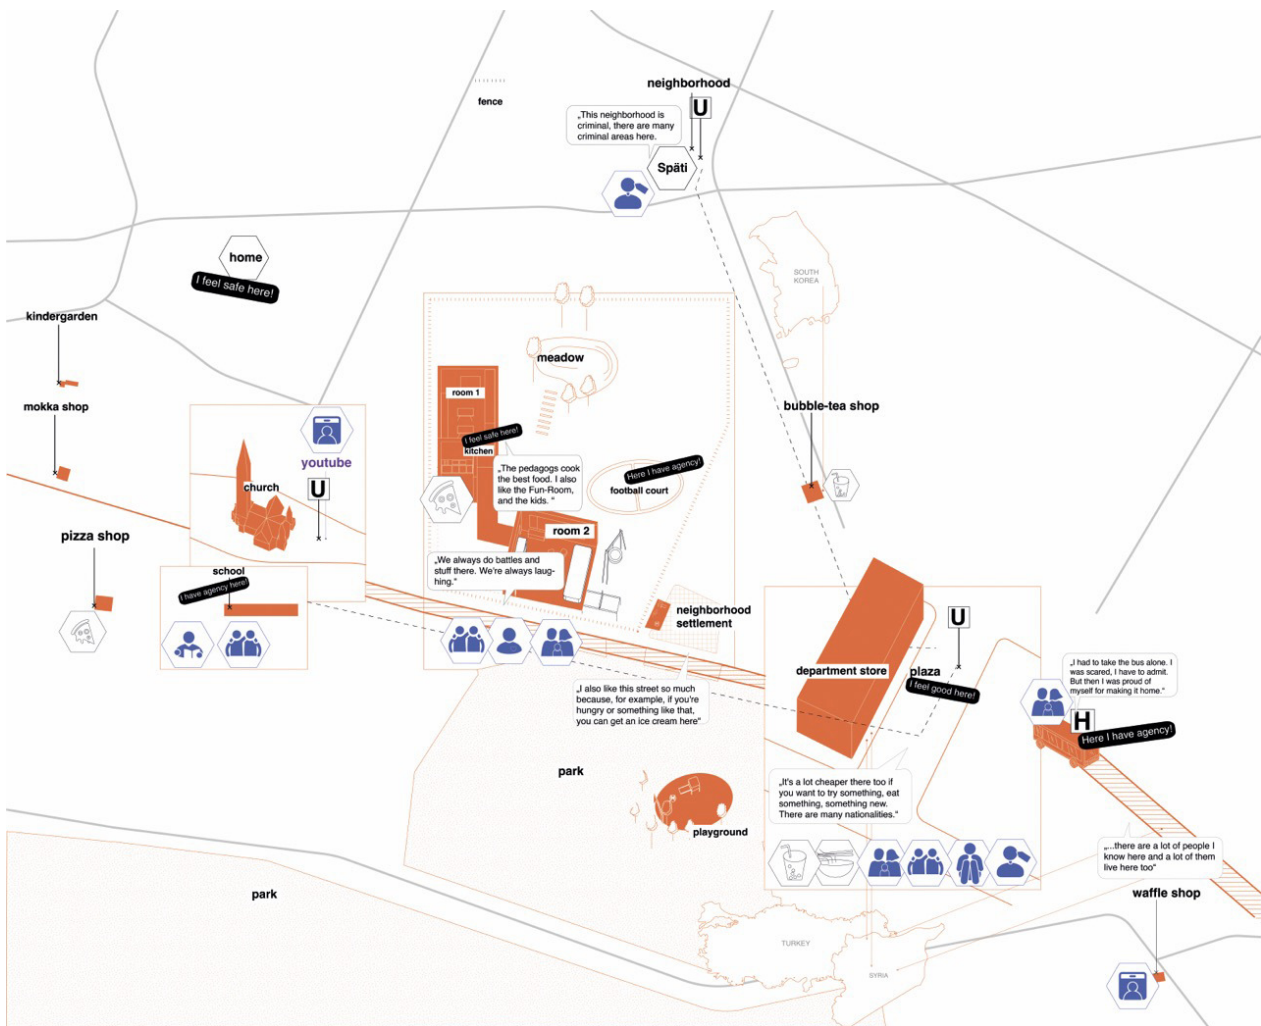 neighborhood
U
fence
„This neighborhood is
criminal, there are many
criminal areas here.
Späti
home
I feel safe here!
SOUTH
KOREA
kindergarden
meadow
room 1
mokka shop
bubble-tea shop
I feel safe here!
kitchen
youtube
„The pedagogs cook
the best food. I also
like the Fun-Room,
and the kids. “
Here I have agency!
football court
church
U
pizza shop
room 2
„We always do battles and
stuff there. We're always laug-
hing.“
school
I have agency here!
neighborhood
settlement
U
department store
plaza
I feel good here!
„I had to take the bus alone. I
was scared, I have to admit.
But then I was proud of
myself for making it home.“
H
Here I have agency!
„I also like this street so much
because, for example, if you're
hungry or something like that,
you can get an ice cream here“
park
„It's a lot cheaper there too if
you want to try something, eat
something, something new.
There are many nationalities.“
playground
„...there are a lot of people I
know here and a lot of them
live here too“
park
waffle shop
TURKEY
SYRIA